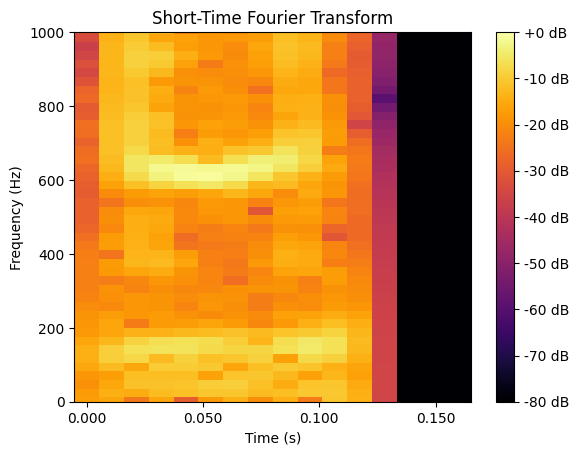 Short-Time Fourier Transform
1000
800
600
400
200
0
Frequency (Hz)
0.000
0.050
0.100
0.150
Time (s)
+0 dB
-10 dB
-20 dB
-30 dB
-40 dB
-50 dB
-60 dB
-70 dB
-80 dB